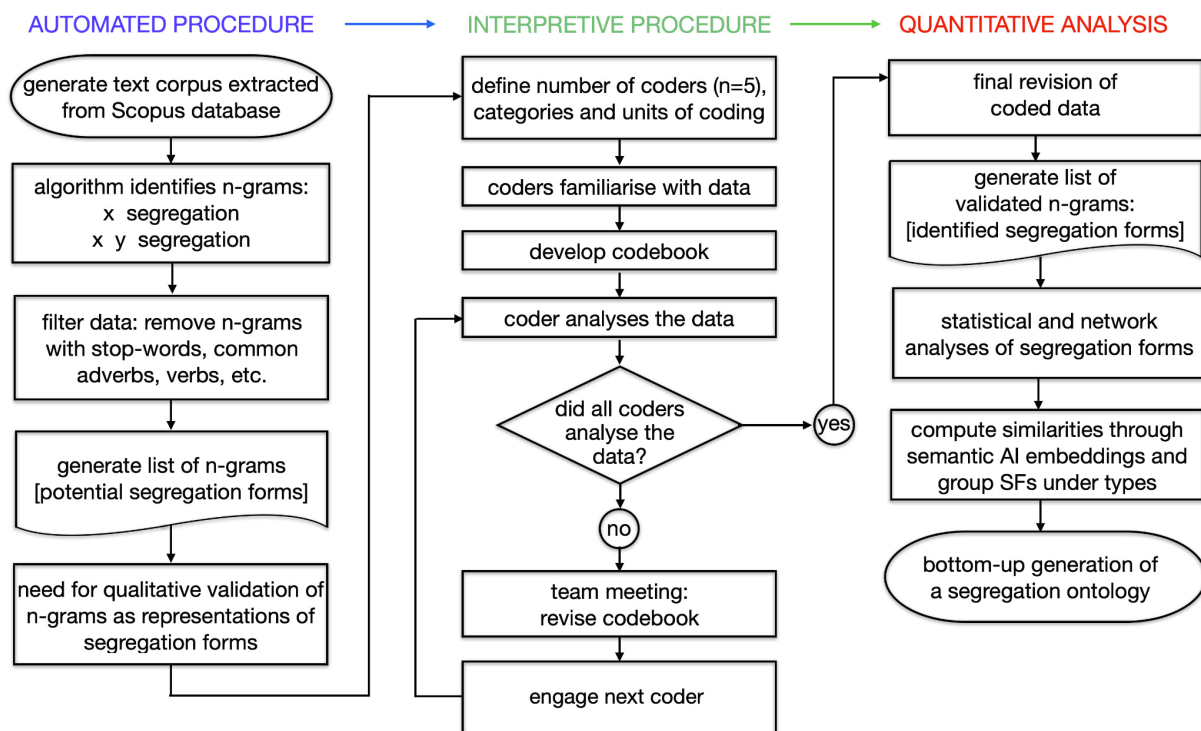 AUTOMATED PROCEDURE
generate text corpus extracted
from Scopus database
algorithm identifies n-grams:
x segregation
x y segregation
filter data: remove n-grams
with stop-words, common
adverbs, verbs, etc.
generate list of n-grams
[potential segregation forms]
need for qualitative validation of
n-grams as representations of
segregation forms
INTERPRETIVE PROCEDURE
define number of coders (n=5),
categories and units of coding
coders familiarise with data
develop codebook
coder analyses the data
did all coders
analyse the
data?
yes
no
team meeting:
revise codebook
engage next coder
QUANTITATIVE ANALYSIS
final revision of
coded data
generate list of
validated n-grams:
[identified segregation forms]
statistical and network
analyses of segregation forms
compute similarities through
semantic AI embeddings and
group SFs under types
bottom-up generation of
a segregation ontology